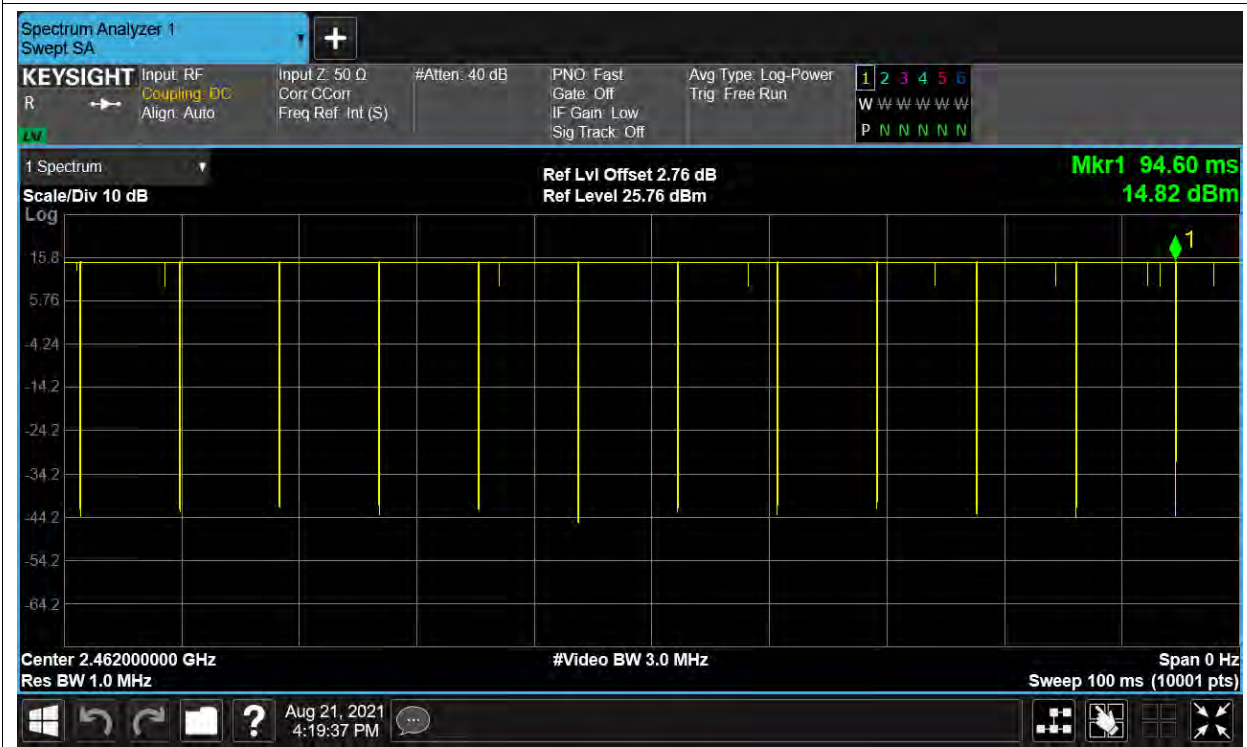 Spectrum Analyzer 1
Swept SA
KEYSIGHT Input: RF Input Z: 50 Ω #Atten: 40 dB PNO: Fast Avg Type: Log-Power 1 2 3 4 5 6
R Coupling: DC Corr CCorr Gate: Off Trig: Free Run W W W W W W
Align: Auto Freq Ref: Int (S) IF Gain: Low
Sig Track: Off P N N N N N
1 Spectrum Ref Lvl Offset 2.76 dB Mkr1 94.60 ms
Scale/Div 10 dB Ref Level 25.76 dBm 14.82 dBm
Log
1
15.8
5.76
-4.24
-14.2
-24.2
-34.2
-44.2
-54.2
-64.2
Center 2.462000000 GHz #Video BW 3.0 MHz Span 0 Hz
Res BW 1.0 MHz Sweep 100 ms (10001 pts)
Aug 21, 2021
4:19:37 PM